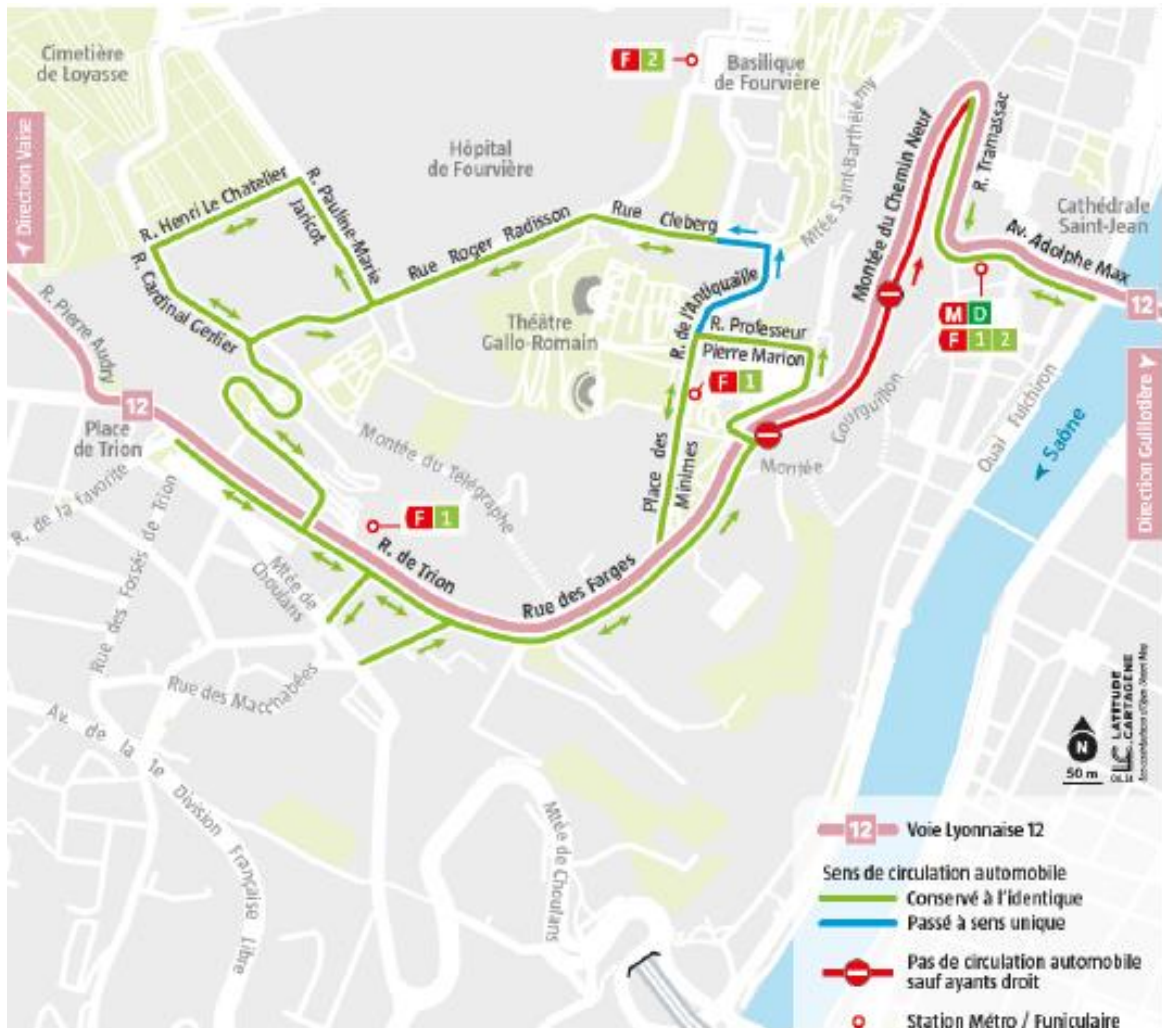 Cimetière
de Loyasse
F 2
Basilique
de Fourvière
Direction Vaise
Hôpital
de Fourvière
Mtée Saint-Barthélémy
Montée du Chemin Neuf
R. Tramassac
Cathédrale
Saint-Jean
R. Henri Le Chatelier
R. Pauline-Marie
Jaricot
Rue Roger Radisson
Rue Cleberg
Av. Adolphe Max
12
R. Cardinal Gerlier
R. Pierre Audry
Théâtre
Gallo-Romain
R. de l'Antiquaille
R. Professeur
Pierre Marion
M D
F 1 2
F 1
Gourguillon
Montée
Quai Fulchiron
Saône
Direction Guillotière
12
Place
de Trion
R. de la favorite
Montée du Télégraphe
Place des
Minimes
F 1
R. de Trion
Rue des Farges
Rue des Fossés de Trion
Mtée de
Choulans
Rue des Macchabées
Av. de la 1e Division Française Libre
Mtée de Choulans
N
50 m
LATITUDE
CARTAGENE
12 Voie Lyonnaise 12
Sens de circulation automobile
Conservé à l'identique
Passé à sens unique
Pas de circulation automobile
sauf ayants droit
Station Métro / Funiculaire